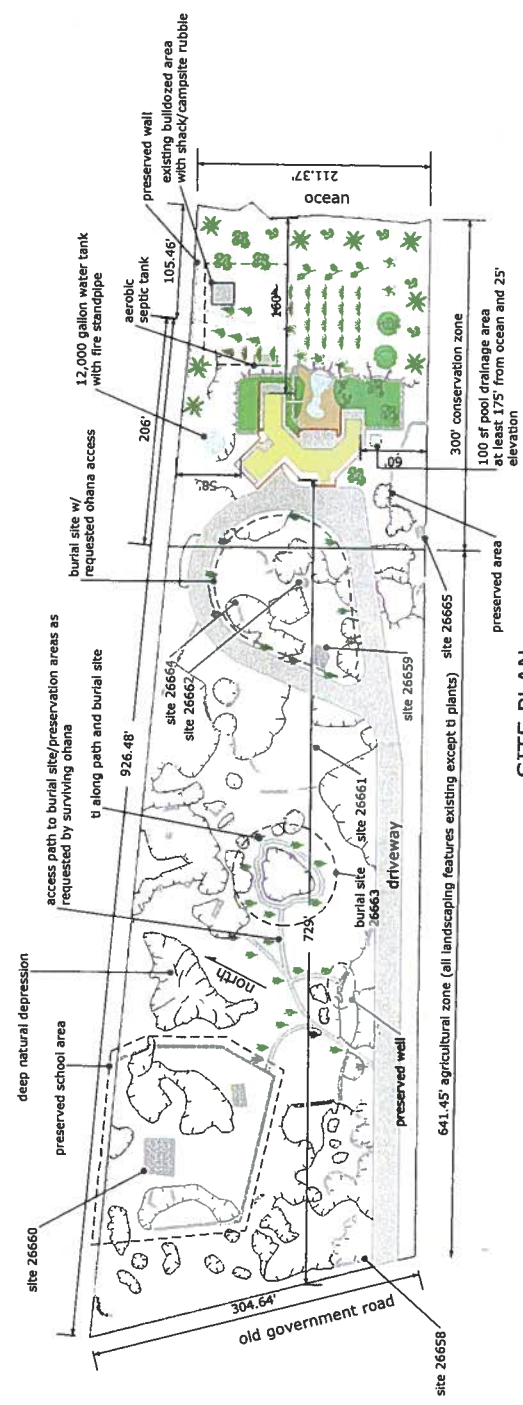 site 26660
preserved school area
deep natural depression
access path to burial site/preservation areas as
requested by surviving ohana
ti along path and burial site
burial site w/
requested ohana access
12,000 gallon water tank
with fire standpipe
aerobic
septic tank
preserved wall
existing bulldozed area
with shack/campsite rubble
926.48'
206'
105.46'
58'
160'
60'
211.37'
ocean
north
site 26664
site 26662
729'
burial site
26663
site 26661
site 26659
driveway
preserved well
304.64'
old government road
site 26658
641.45' agricultural zone (all landscaping features existing except ti plants)
site 26665
preserved area
300' conservation zone
100 sf pool drainage area
at least 175' from ocean and 25'
elevation
SITE PLAN